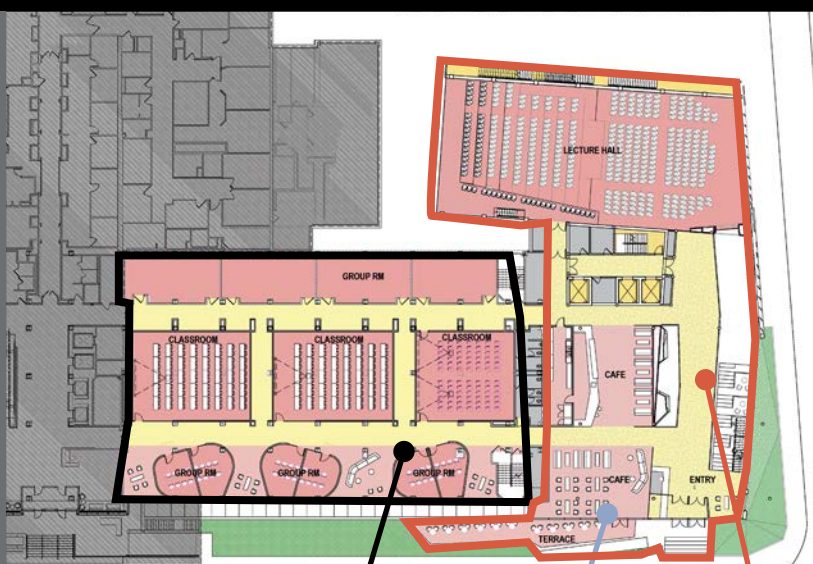 LECTURE HALL
GROUP RM
CLASSROOM
CLASSROOM
CLASSROOM
CAFE
GROUP RM
GROUP RM
GROUP RM
CAFE
ENTRY
TERRACE